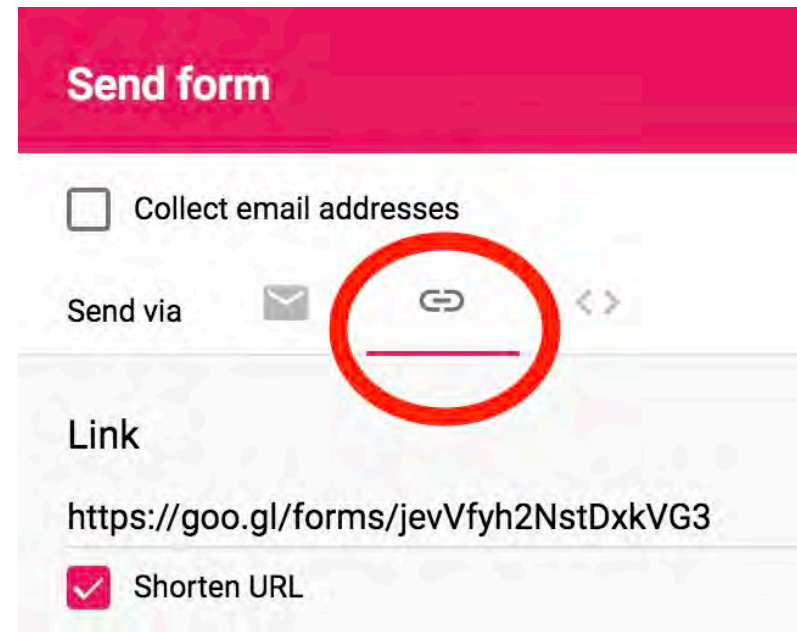 Send form
Collect email addresses
Send via
Link
https://goo.gl/forms/jevVfyh2NstDxkVG3
Shorten URL